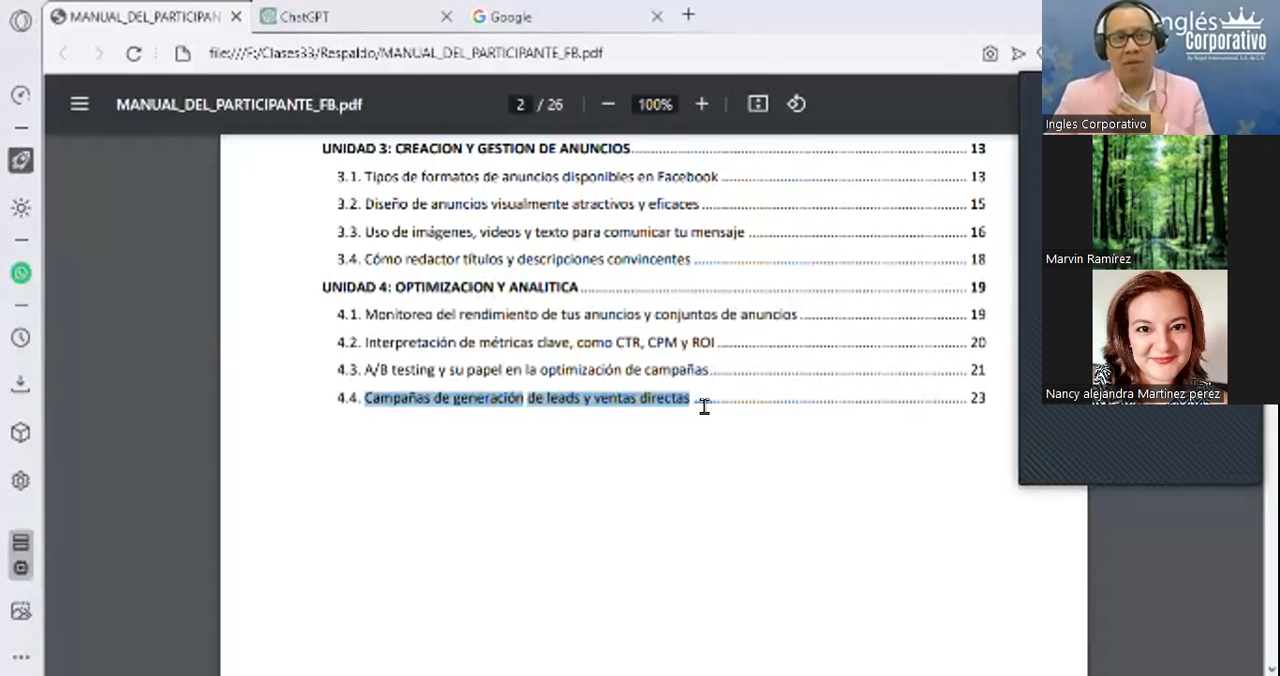 MANUAL_DEL_PARTICIPAN
ChatGPT
Google
file:///F:/Clases33/Respaldo/MANUAL_DEL_PARTICIPANTE_FB.pdf
MANUAL_DEL_PARTICIPANTE_FB.pdf
2 / 26
100%
UNIDAD 3: CREACION Y GESTION DE ANUNCIOS 13
3.1. Tipos de formatos de anuncios disponibles en Facebook 13
3.2. Diseño de anuncios visualmente atractivos y eficaces 15
3.3. Uso de imágenes, videos y texto para comunicar tu mensaje 16
3.4. Cómo redactor títulos y descripciones convincentes 18
UNIDAD 4: OPTIMIZACION Y ANALITICA 19
4.1. Monitoreo del rendimiento de tus anuncios y conjuntos de anuncios 19
4.2. Interpretación de métricas clave, como CTR, CPM y ROI 20
4.3. A/B testing y su papel en la optimización de campañas 21
4.4. Campañas de generación de leads y ventas directas 23
nglés
Corporativo
Ingles Corporativo
Marvin Ramírez
Nancy alejandra Martinez perez